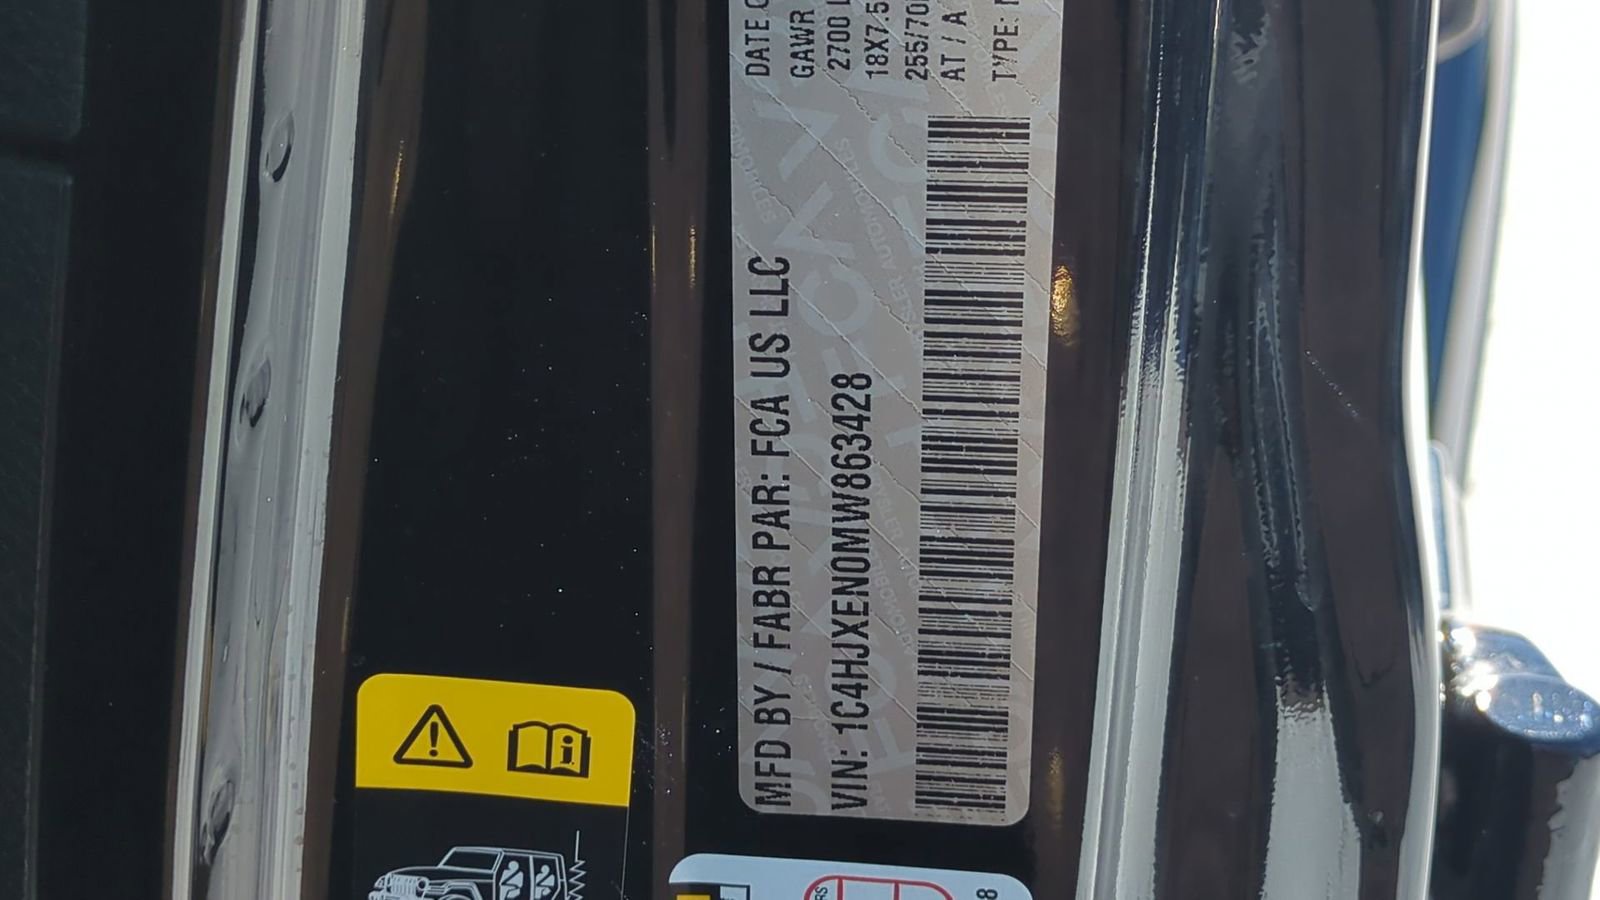 MFD BY / FABR PAR: FCA US LLC
DATE
VIN: 1C4HJXEN0MW863428
GAWR
2700
18X7.5
255/70
AT / A
TYPE: